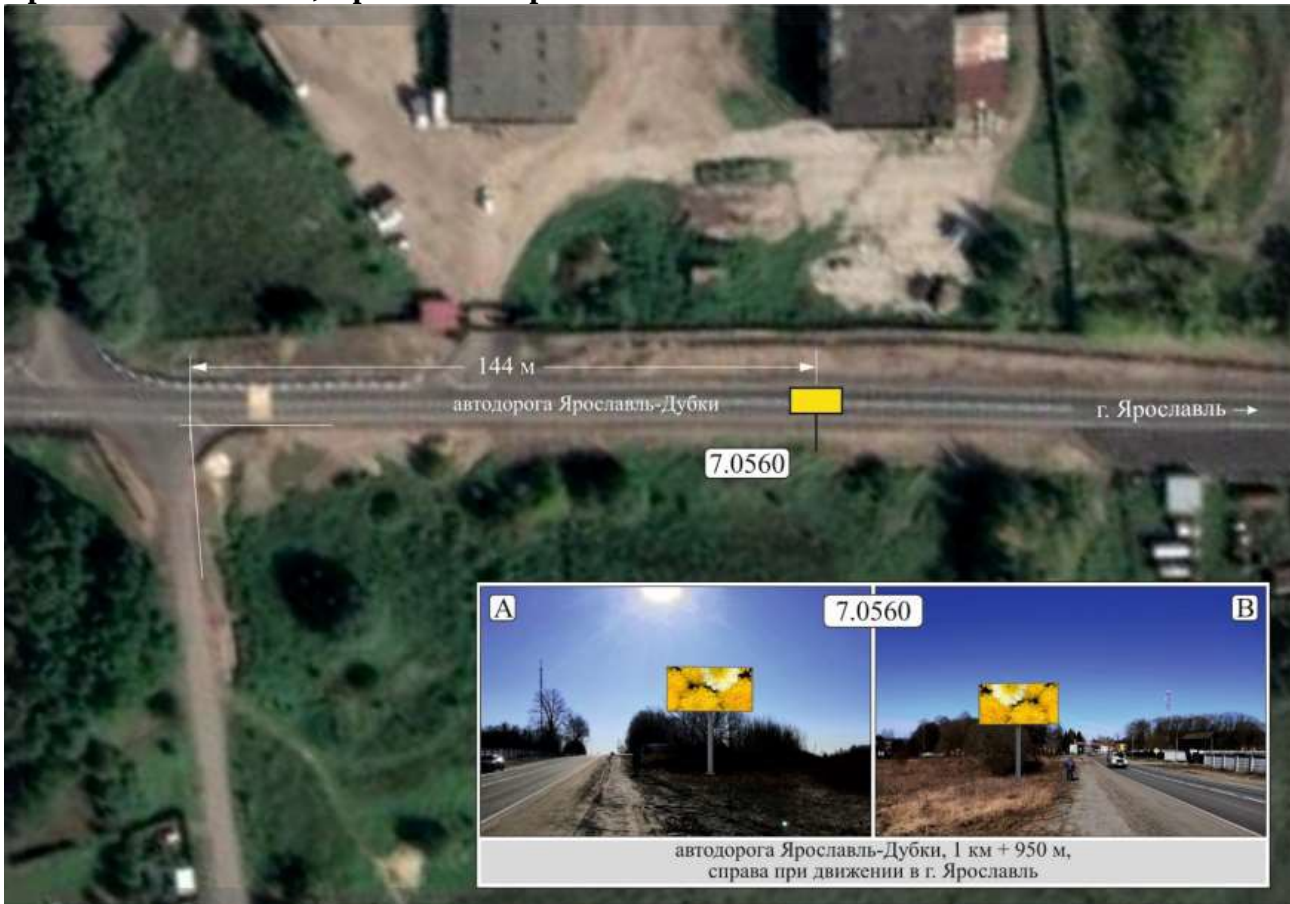 144 м
автодорога Ярославль-Дубки
г. Ярославль
7.0560
A
7.0560
B
автодорога Ярославль-Дубки, 1 км + 950 м,
справа при движении в г. Ярославль